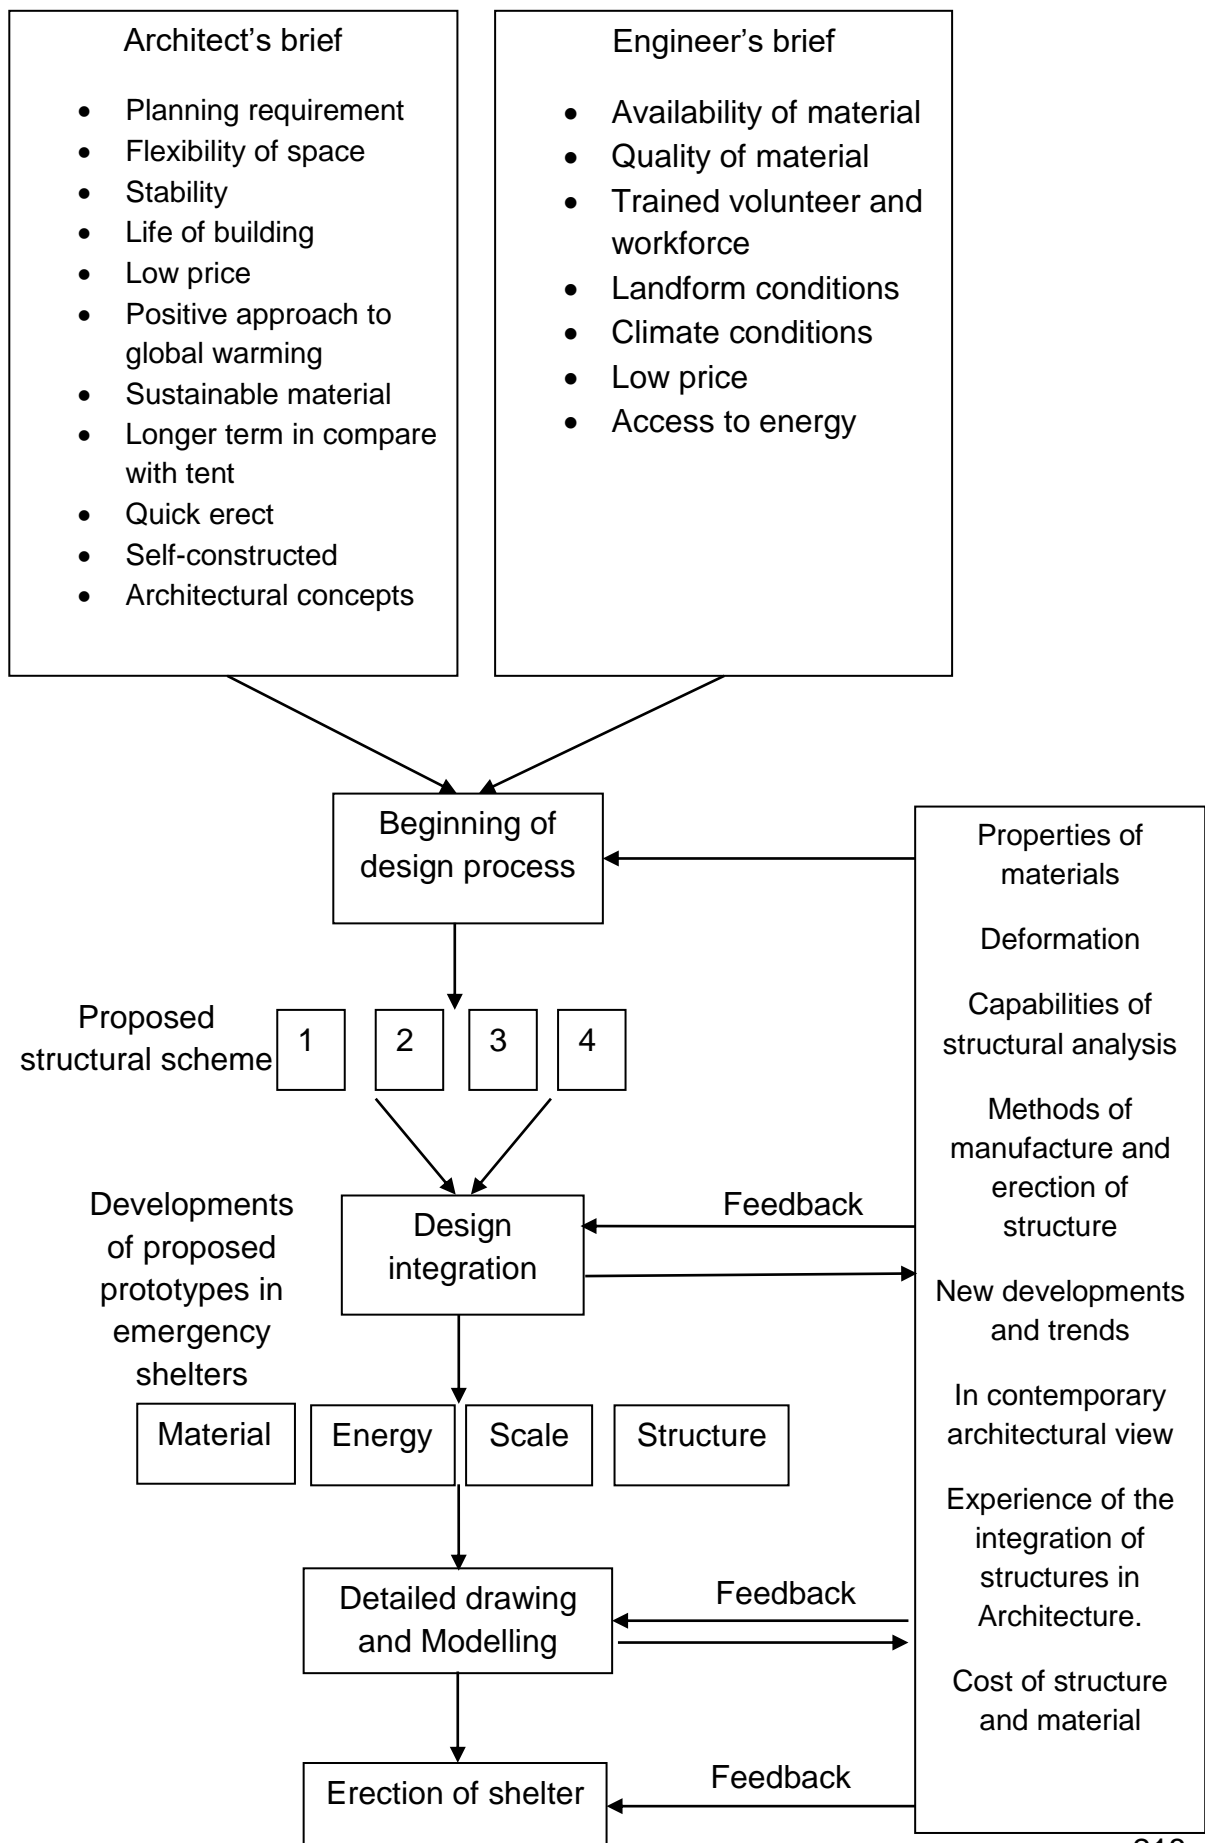 Architect’s brief
• Planning requirement
• Flexibility of space
• Stability
• Life of building
• Low price
• Positive approach to
global warming
• Sustainable material
• Longer term in compare
with tent
• Quick erect
• Self-constructed
• Architectural concepts
Engineer’s brief
• Availability of material
• Quality of material
• Trained volunteer and
workforce
• Landform conditions
• Climate conditions
• Low price
• Access to energy
Beginning of
design process
Proposed
structural scheme
1
2
3
4
Developments
of proposed
prototypes in
emergency
shelters
Design
integration
Feedback
Material
Energy
Scale
Structure
Detailed drawing
and Modelling
Feedback
Erection of shelter
Feedback
Properties of
materials
Deformation
Capabilities of
structural analysis
Methods of
manufacture and
erection of
structure
New developments
and trends
In contemporary
architectural view
Experience of the
integration of
structures in
Architecture.
Cost of structure
and material